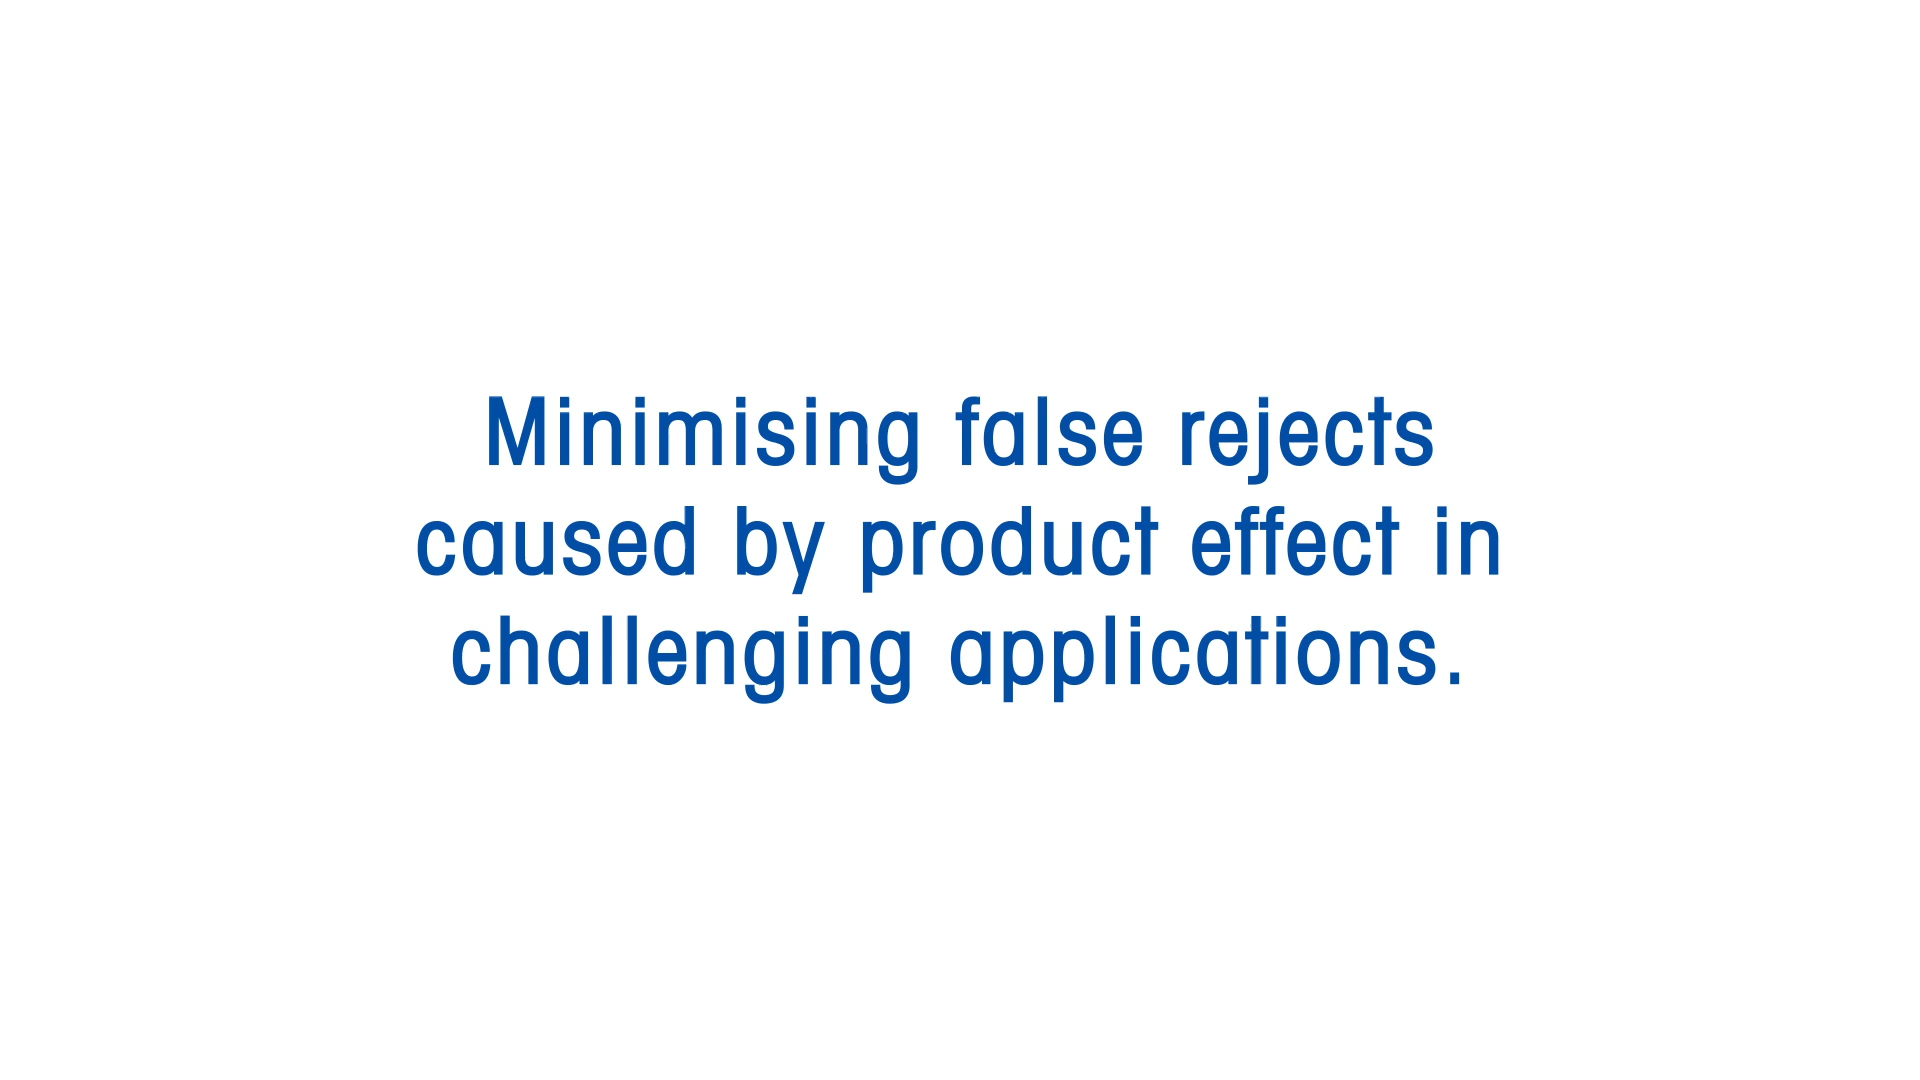 Minimising false rejects
caused by product effect in
challenging applications.